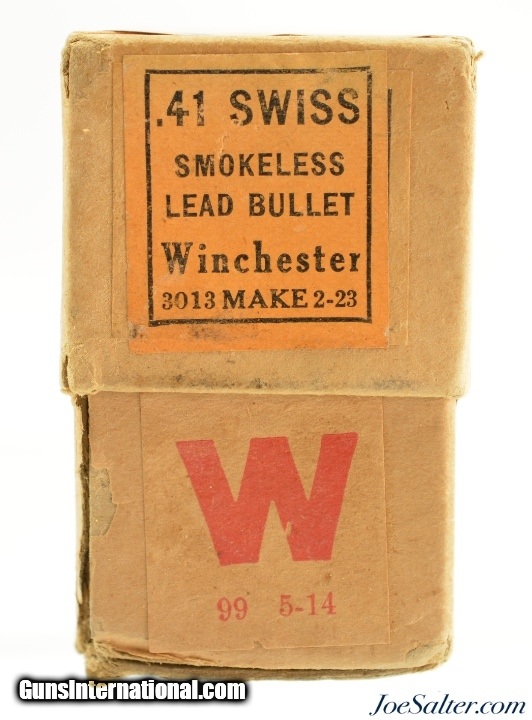 .41 SWISS
SMOKELESS
LEAD BULLET
Winchester
3013 MAKE 2-23
W
99 5-14
GunsInternational.com
JoeSalter.com